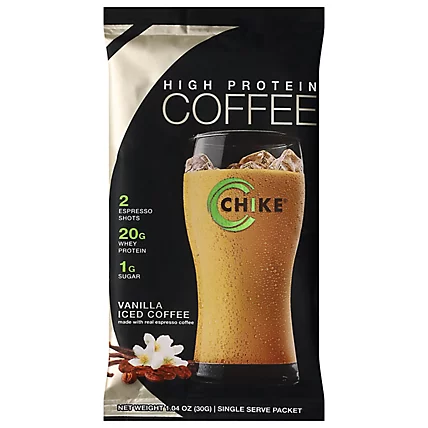 HIGH PROTEIN
COFFEE
CHIKE®
2
ESPRESSO
SHOTS
20G
WHEY
PROTEIN
1G
SUGAR
VANILLA
ICED COFFEE
made with real espresso coffee
NET WEIGHT 1.04 OZ (30G) | SINGLE SERVE PACKET